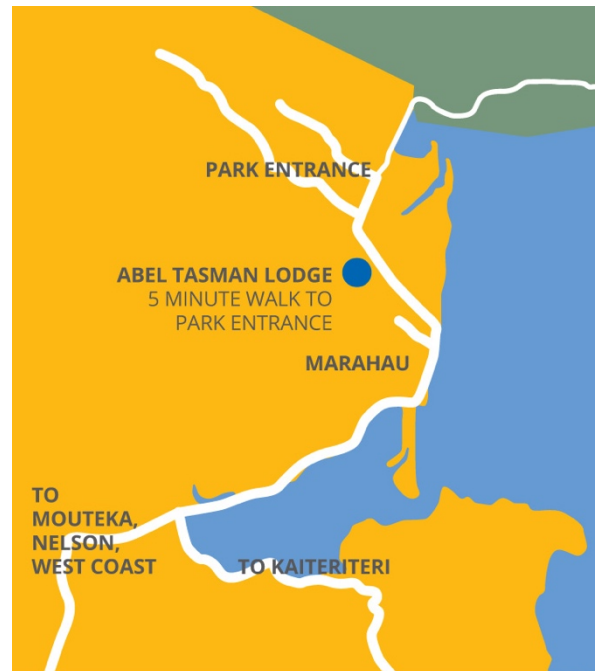 PARK ENTRANCE
ABEL TASMAN LODGE
5 MINUTE WALK TO
PARK ENTRANCE
MARAHAU
TO
MOUTEKA,
NELSON,
WEST COAST
TO KAITERITERI